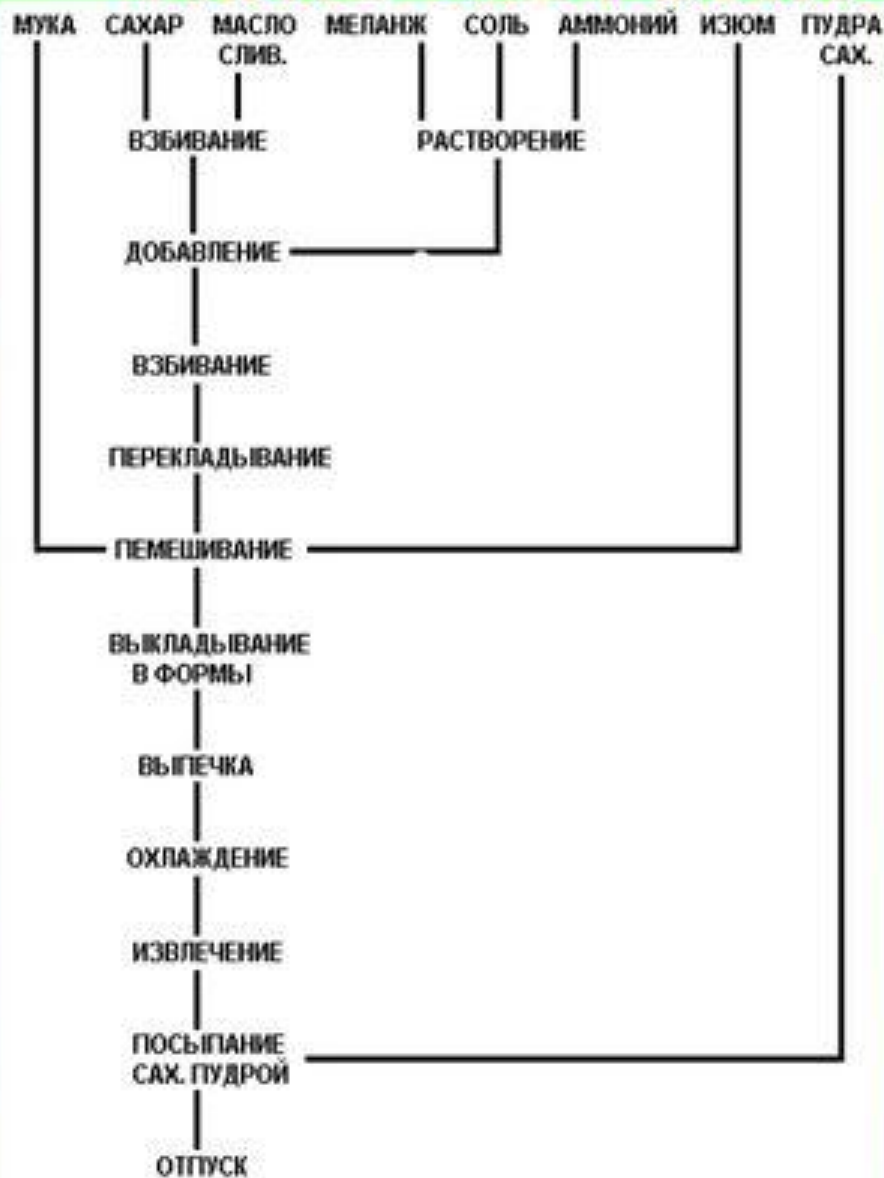 МУКА САХАР МАСЛО МЕЛАНЖ СОЛЬ АММОНИЙ ИЗЮМ ПУДРА
СЛИВ. САХ.
ВЗБИВАНИЕ РАСТВОРЕНИЕ
ДОБАВЛЕНИЕ
ВЗБИВАНИЕ
ПЕРЕКЛАДЫВАНИЕ
ПЕМЕШИВАНИЕ
ВЫКЛАДЫВАНИЕ
В ФОРМЫ
ВЫПЕЧКА
ОХЛАЖДЕНИЕ
ИЗВЛЕЧЕНИЕ
ПОСЫПАНИЕ
САХ. ПУДРОЙ
ОТПУСК